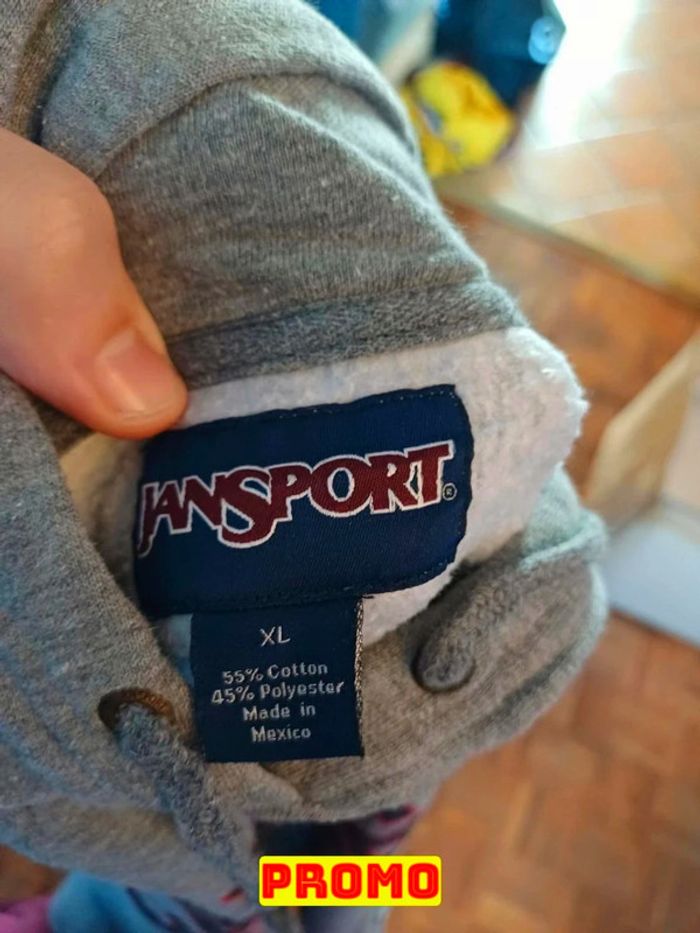 JANSPORT®
XL
55% Cotton
45% Polyester
Made in
Mexico
PROMO